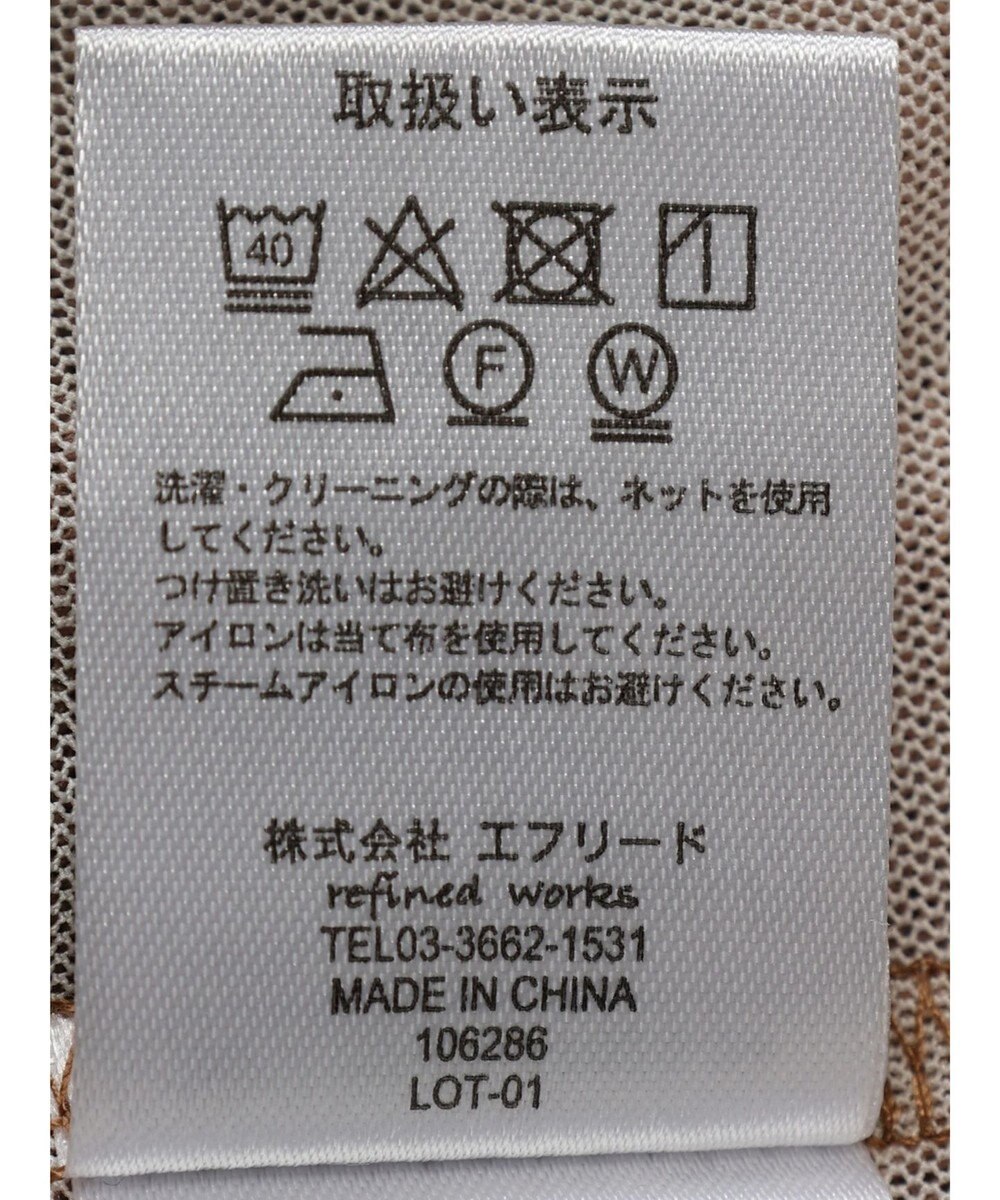 取扱い表示
40
F W
洗濯・クリーニングの際は、ネットを使用
してください。
つけ置き洗いはお避けください。
アイロンは当て布を使用してください。
スチームアイロンの使用はお避けください。
株式会社 エフリード
refined works
TEL03-3662-1531
MADE IN CHINA
106286
LOT-01